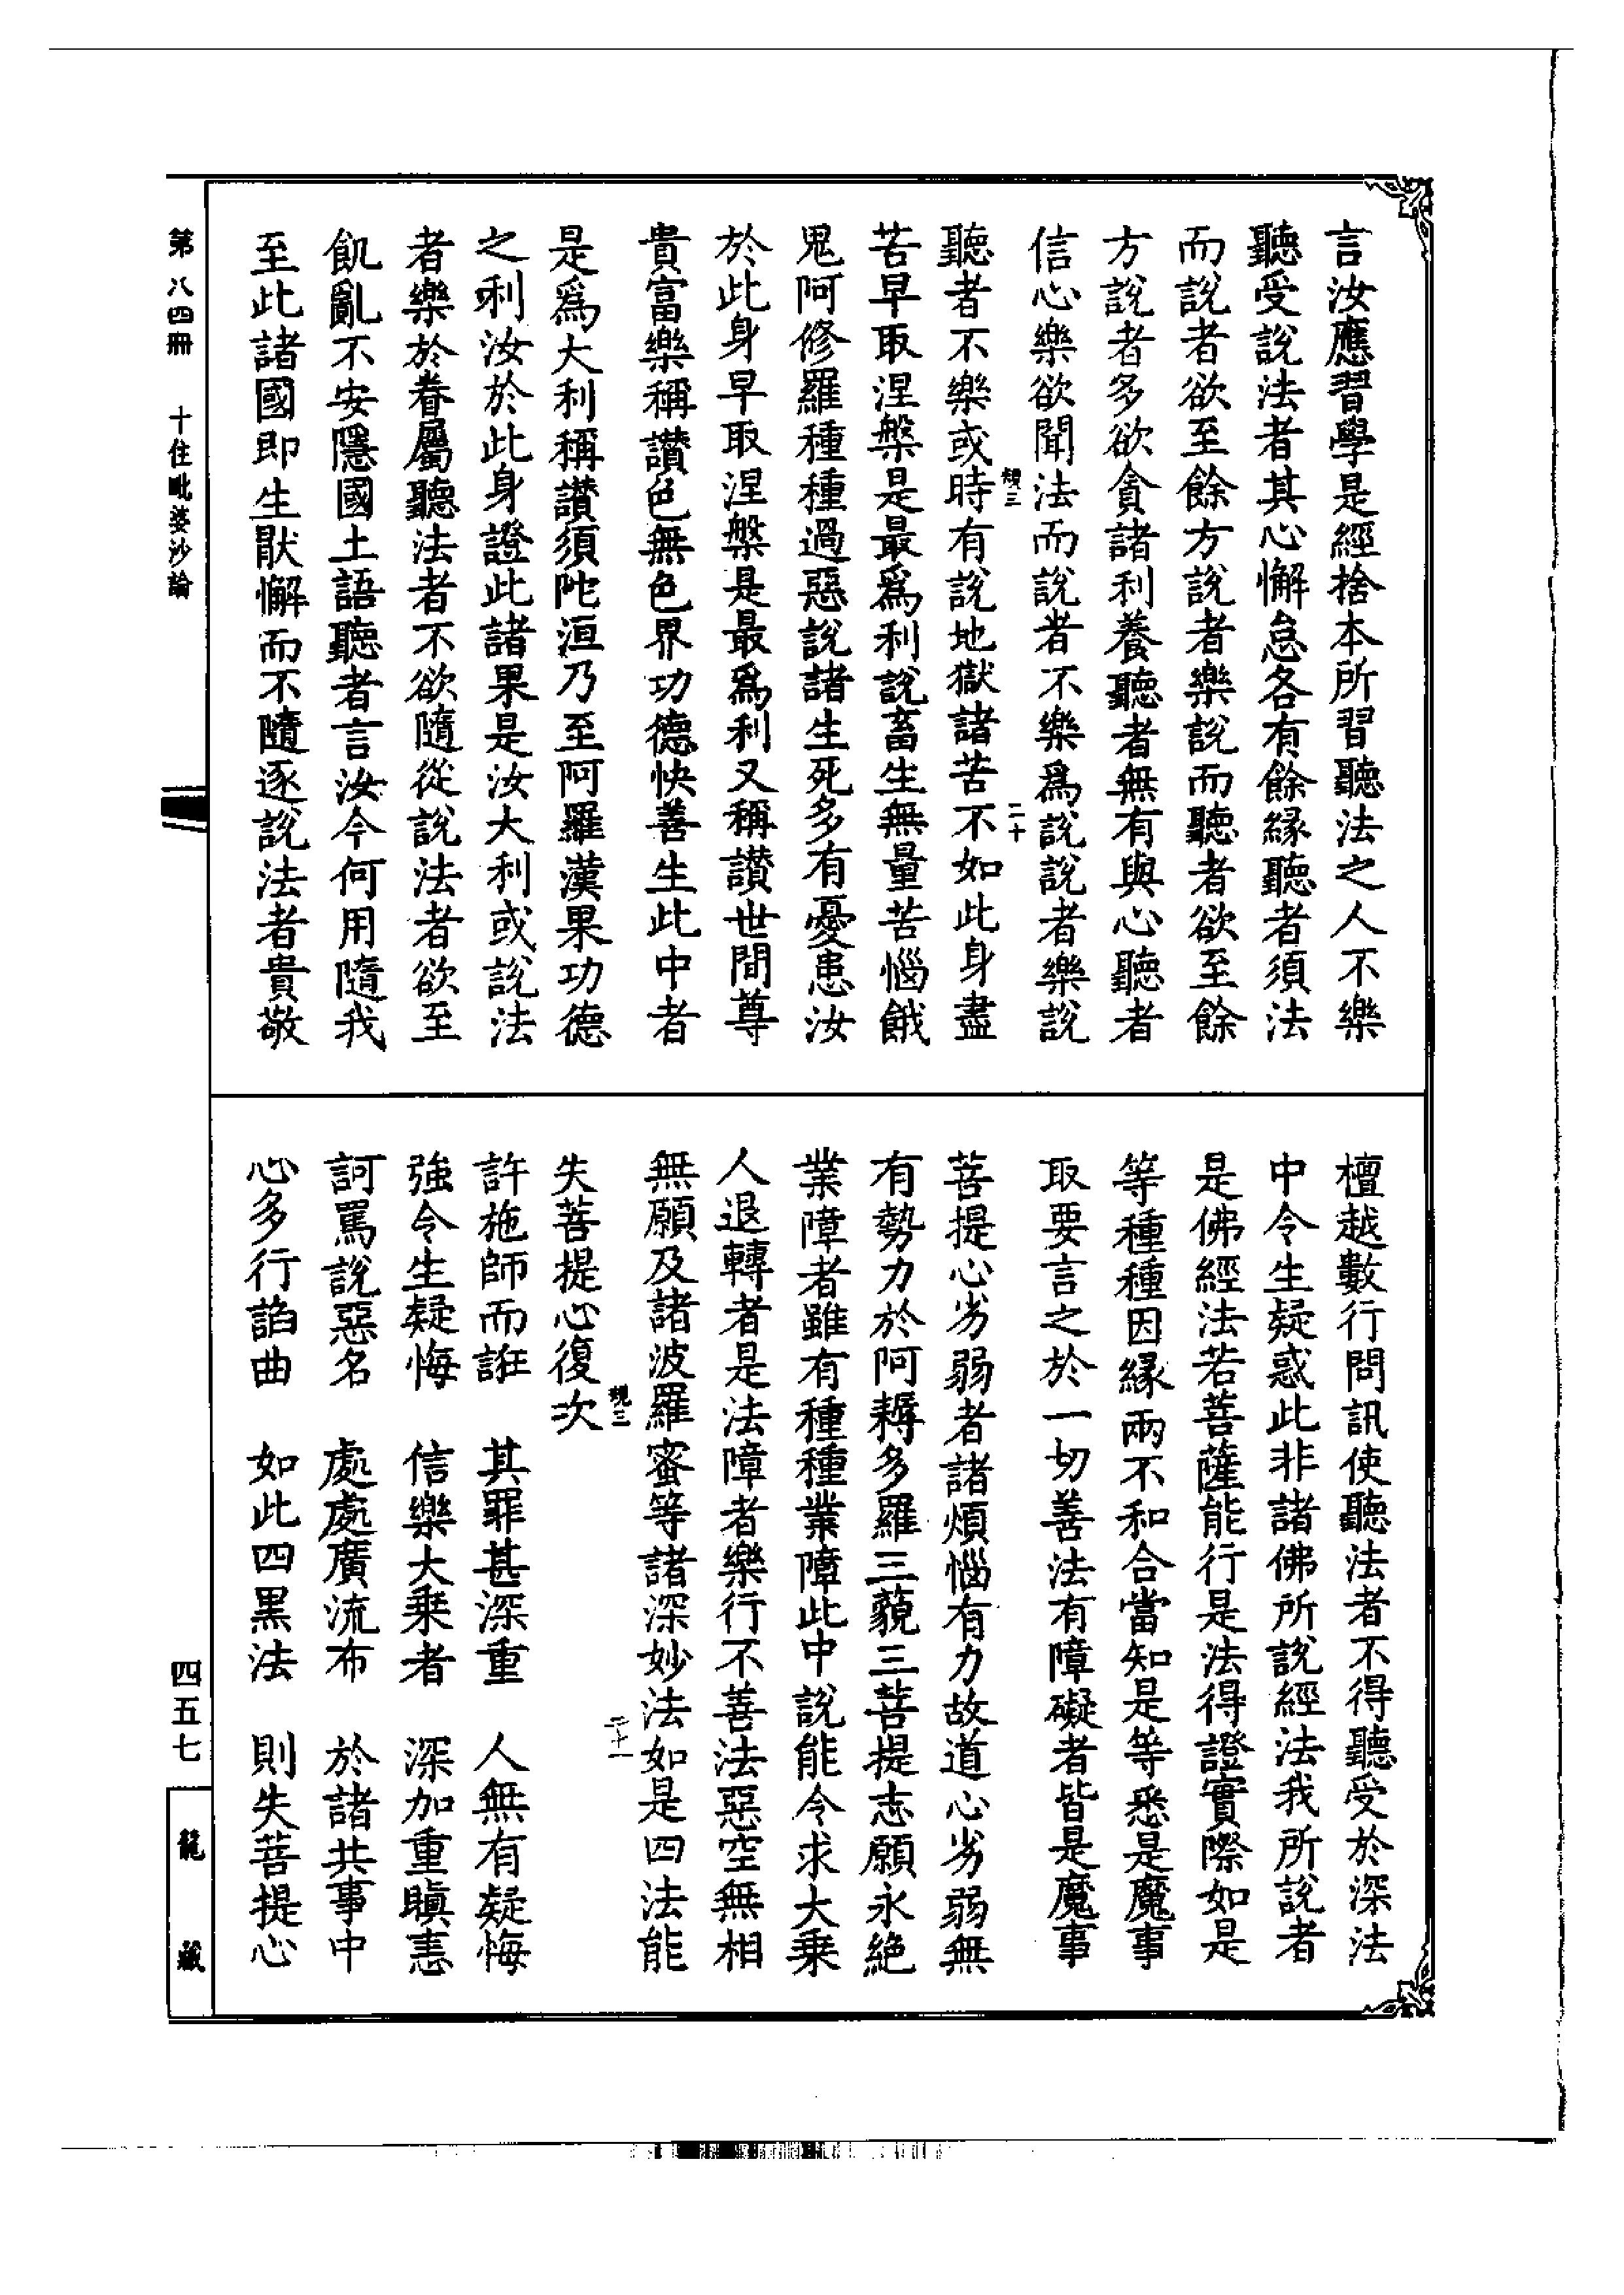 言汝應習學是經捨本所習聽法之人不樂
聽受說法者其心懈怠各有餘緣聽者須法
而說者欲至餘方說者樂說而聽者欲至餘
方說者多欲貪諸利養聽者無有與心聽者
信心樂欲聞法而說者不樂爲說說者樂說
聽者不樂或時有說地獄諸苦不如此身盡
苦早取涅槃是最爲利說畜生無量苦惱餓
鬼阿修羅種種過惡說諸生死多有憂患汝
於此身早取涅槃是最爲利又稱讃世間尊
貴富樂稱讃色無色界功德快善生此中者
是爲大利稱讃須陀洹乃至阿羅漢果功德
之利汝於此身證此諸果是汝大利或說法
者樂於眷屬聽法者不欲隨從說法者欲至
飢亂不安隱國土語聽者言汝今何用隨我
至此諸國即生厭懈而不隨逐說法者貴敬
檀越數行問訊使聽法者不得聽受於深法
中令生疑惑此非諸佛所說經法我所說者
是佛經法若菩薩能行是法得證實際如是
等種種因緣兩不和合當知是等悉是魔事
取要言之於一切善法有障礙者皆是魔事
菩提心劣弱者諸煩惱有力故道心劣弱無
有勢力於阿耨多羅三藐三菩提志願永絕
業障者雖有種種業障此中說能令求大乘
人退轉者是法障者樂行不善法惡空無相
無願及諸波羅蜜等諸深妙法如是四法能
失菩提心復次
許施師而誑 其罪甚深重 人無有疑悔
強令生疑悔 信樂大乘者 深加重瞋恚
訶罵說惡名 處處廣流布 於諸共事中
心多行諂曲 如此四黑法 則失菩提心
第八四冊 十住毗婆沙論
四五七
龍藏
二十
二十一